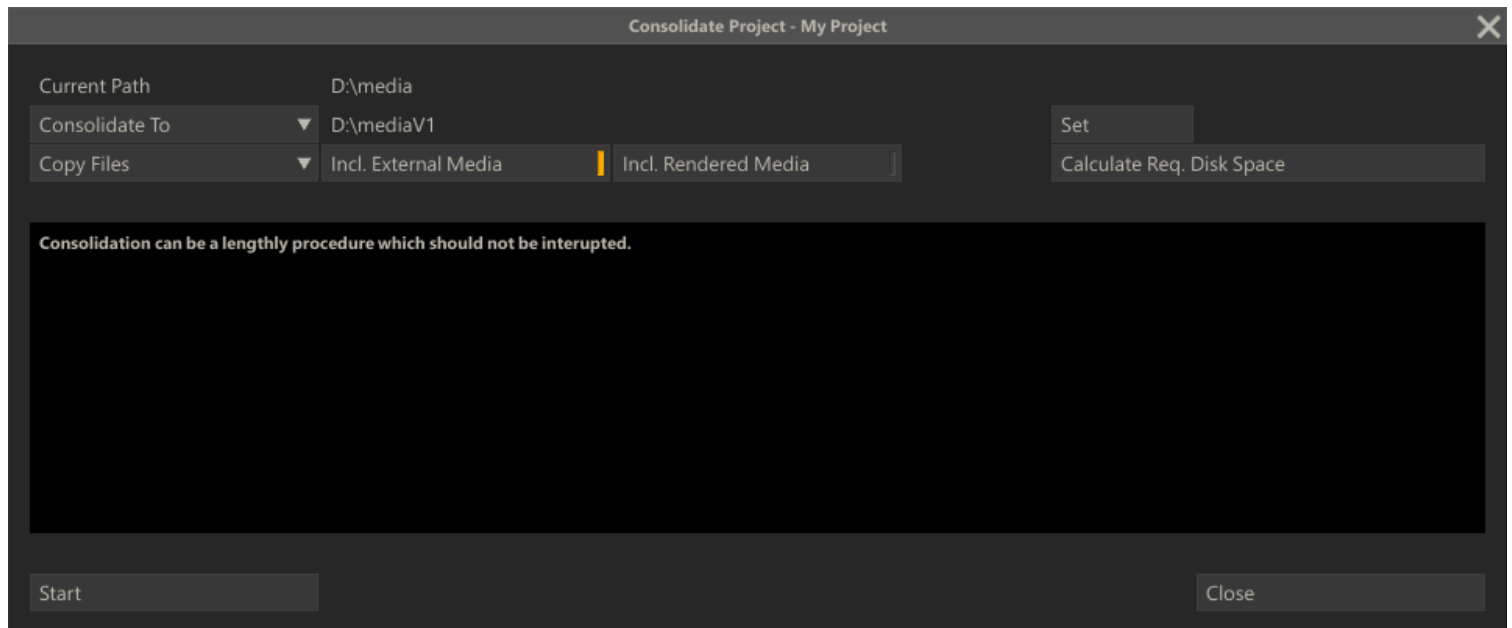 Consolidate Project - My Project
Current Path D:\media
Consolidate To D:\mediaV1 Set
Copy Files Incl. External Media Incl. Rendered Media Calculate Req. Disk Space
Consolidation can be a lengthly procedure which should not be interupted.
Start Close